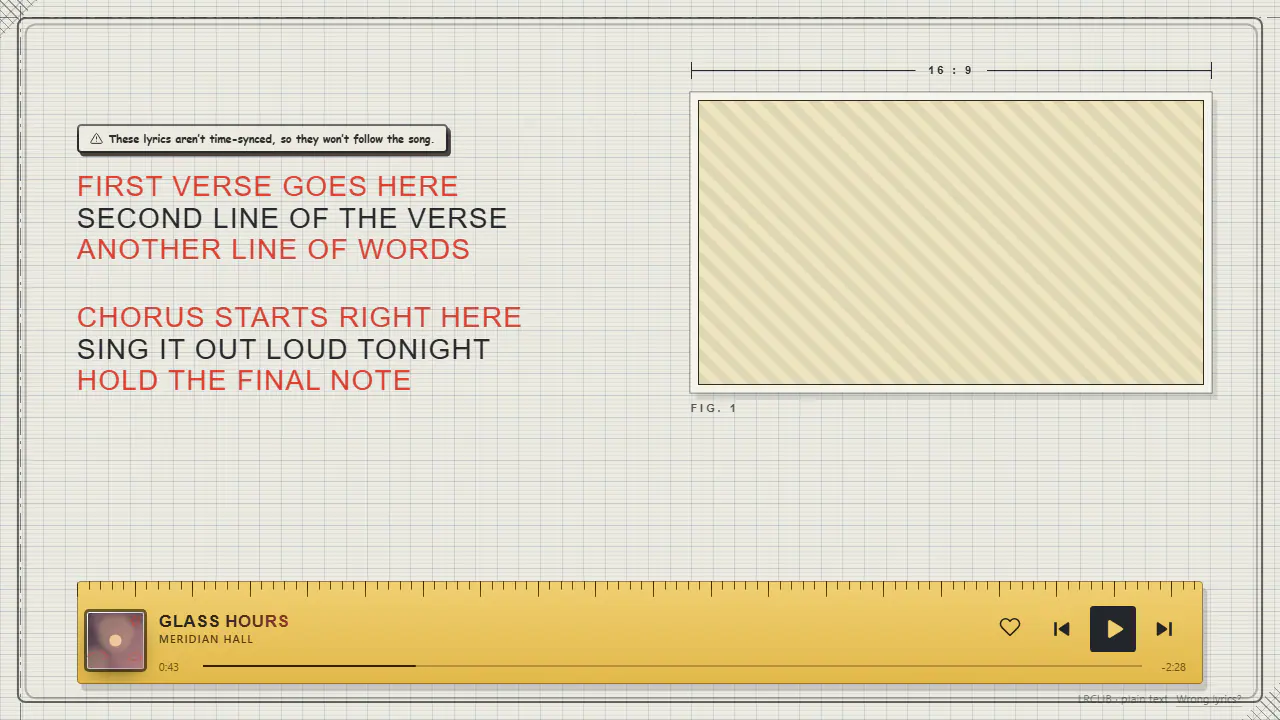 16 : 9
These lyrics aren't time-synced, so they won't follow the song.
FIRST VERSE GOES HERE
SECOND LINE OF THE VERSE
ANOTHER LINE OF WORDS
CHORUS STARTS RIGHT HERE
SING IT OUT LOUD TONIGHT
HOLD THE FINAL NOTE
FIG. 1
GLASS HOURS
MERIDIAN HALL
0:43
-2:28
LRCLIB · plain text Wrong lyrics?